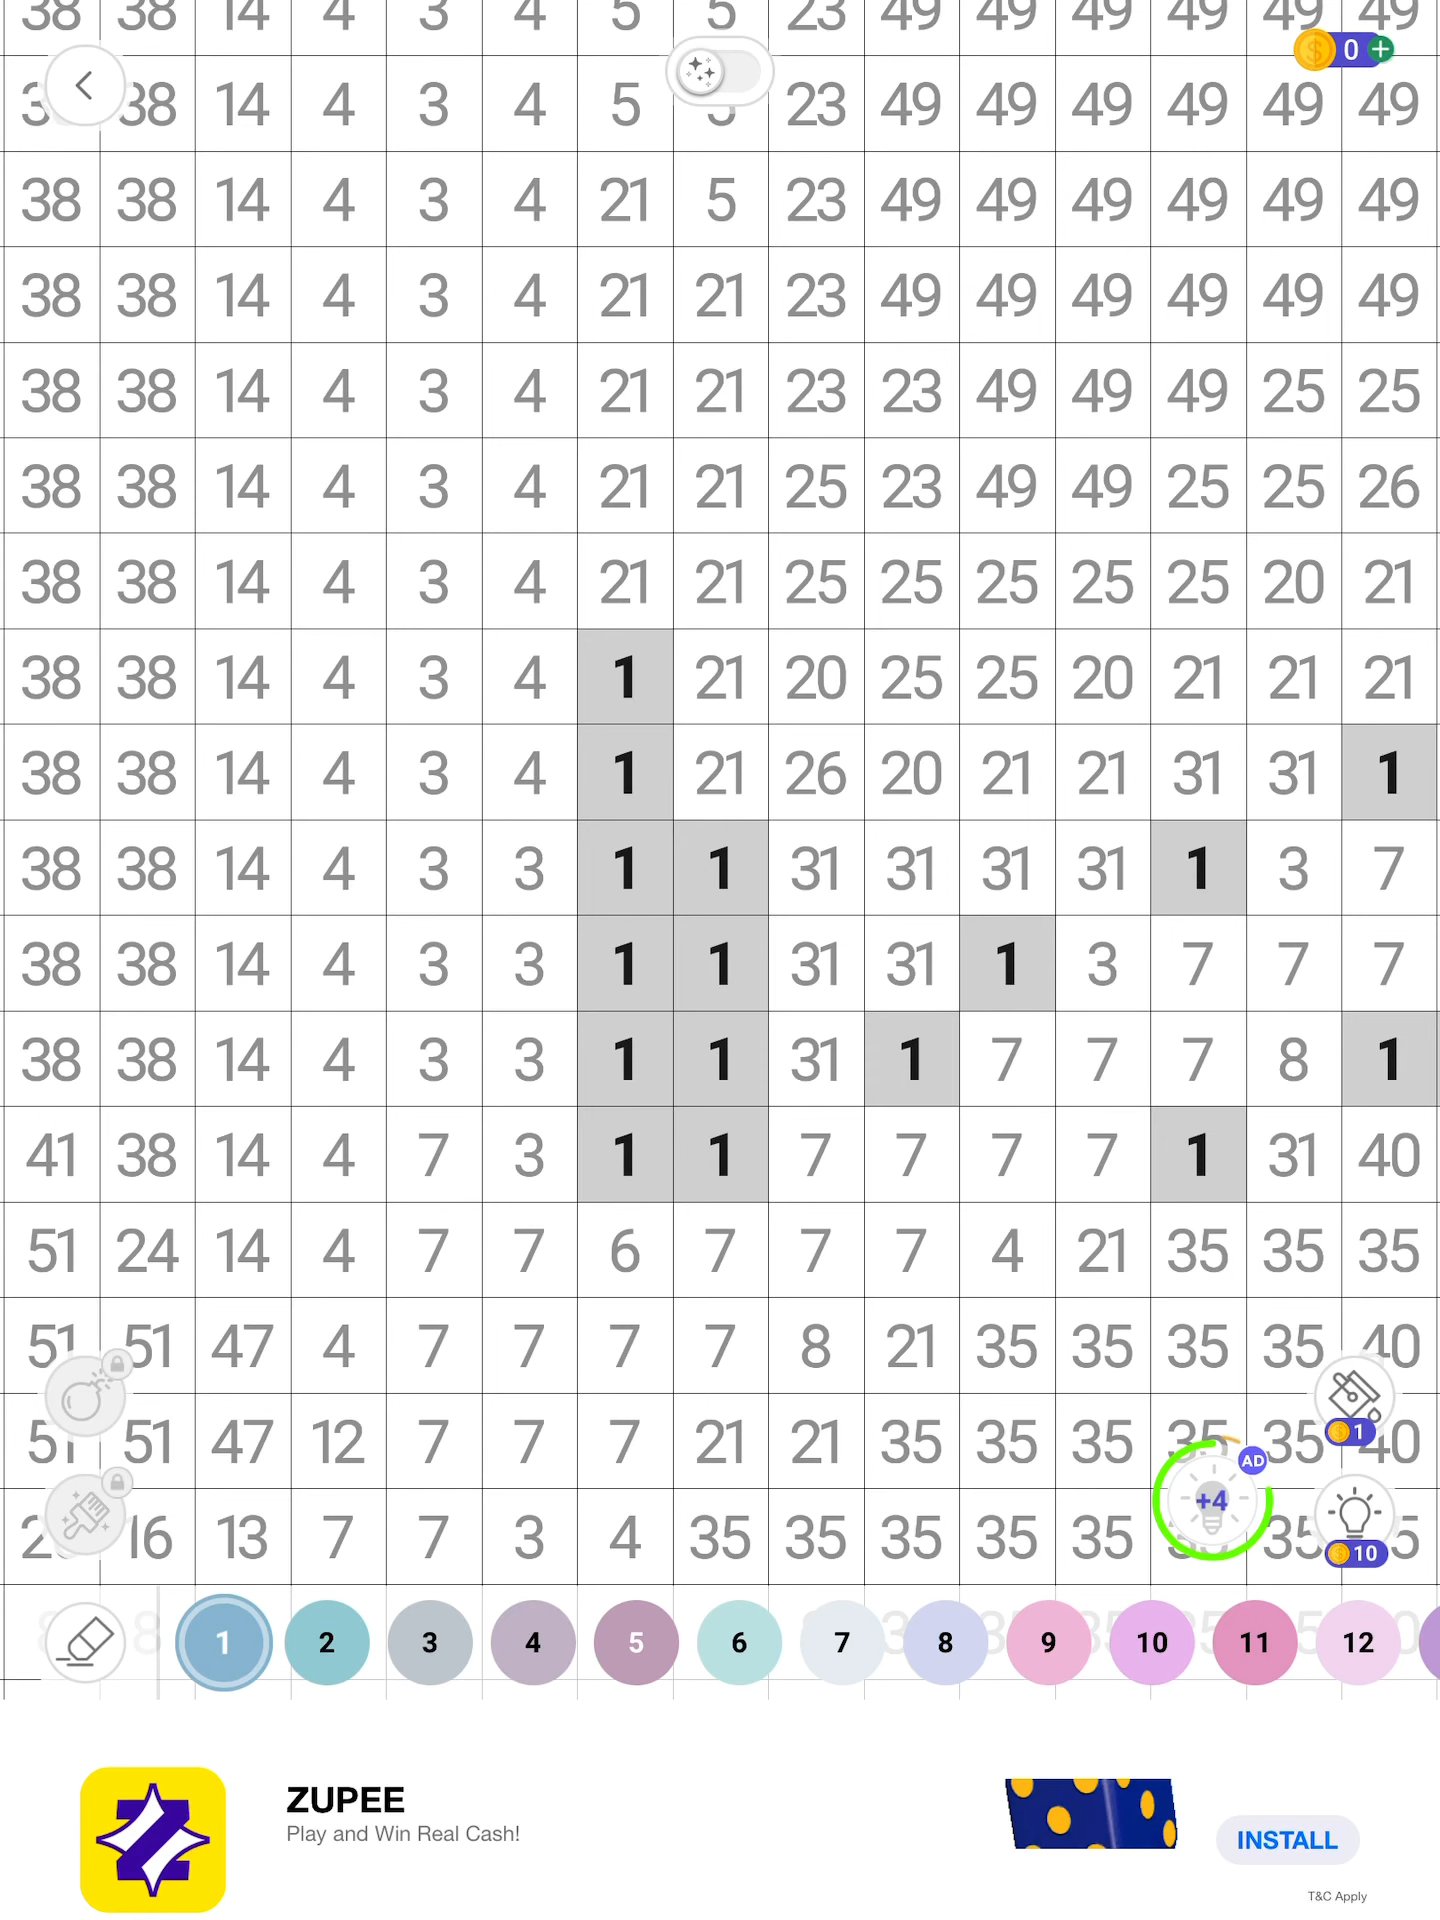 38 38 14 4 3 4 5 5 23 49 49 49 49 49 49
0 +
38 14 4 3 4 5 5 23 49 49 49 49 49 49
38 38 14 4 3 4 21 5 23 49 49 49 49 49 49
38 38 14 4 3 4 21 21 23 49 49 49 49 49 49
38 38 14 4 3 4 21 21 23 23 49 49 49 25 25
38 38 14 4 3 4 21 21 25 23 49 49 25 25 26
38 38 14 4 3 4 21 21 25 25 25 25 25 20 21
38 38 14 4 3 4 1 21 20 25 25 20 21 21 21
38 38 14 4 3 4 1 21 26 20 21 21 31 31 1
38 38 14 4 3 3 1 1 31 31 31 31 1 3 7
38 38 14 4 3 3 1 1 31 31 1 3 7 7 7
38 38 14 4 3 3 1 1 31 1 7 7 7 8 1
41 38 14 4 7 3 1 1 7 7 7 7 1 31 40
51 24 14 4 7 7 6 7 7 7 4 21 35 35 35
51 51 47 4 7 7 7 7 8 21 35 35 35 35 40
1
51 51 47 12 7 7 7 21 21 35 35 35 35 35 40
AD
+4
16 13 7 7 3 4 35 35 35 35 35 35
10
1 2 3 4 5 6 7 8 9 10 11 12
ZUPEE
Play and Win Real Cash!
INSTALL
T&C Apply